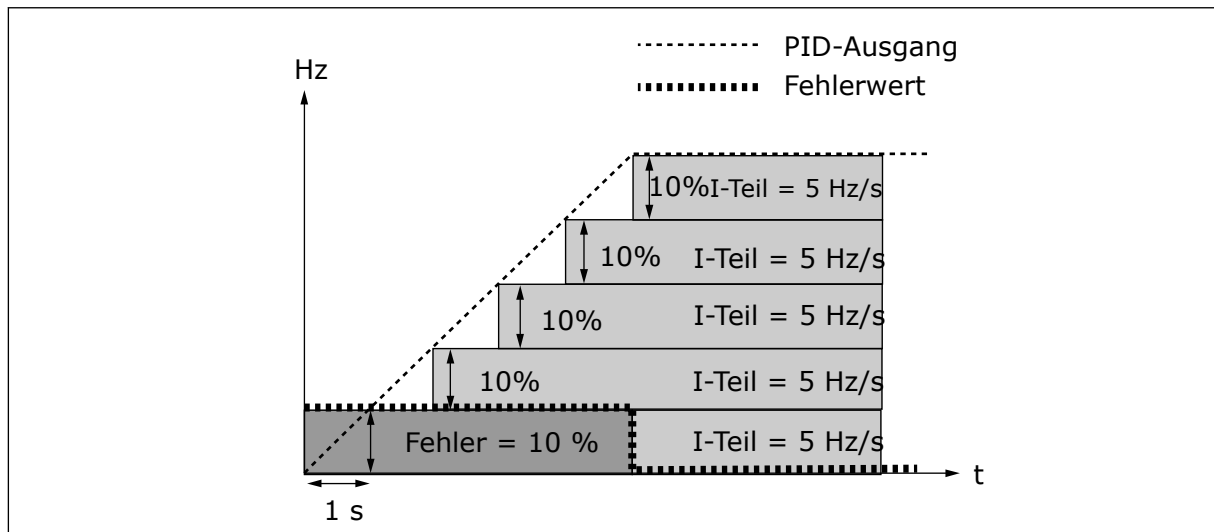 PID-Ausgang
Hz
Fehlerwert
10% I-Teil = 5 Hz/s
10% I-Teil = 5 Hz/s
10% I-Teil = 5 Hz/s
10% I-Teil = 5 Hz/s
Fehler = 10 % I-Teil = 5 Hz/s
t
1 s